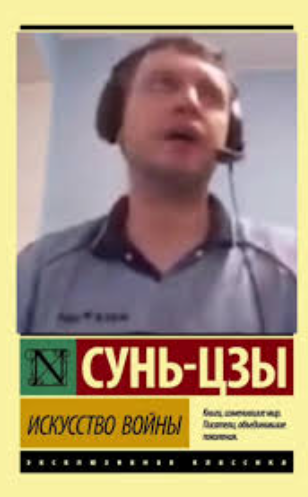 N
СУНЬ-ЦЗЫ
ИСКУССТВО ВОЙНЫ
Книги, изменившие мир.
Писатели, объединившие
поколения.
ЭКСКЛЮЗИВНАЯ КЛАССИКА